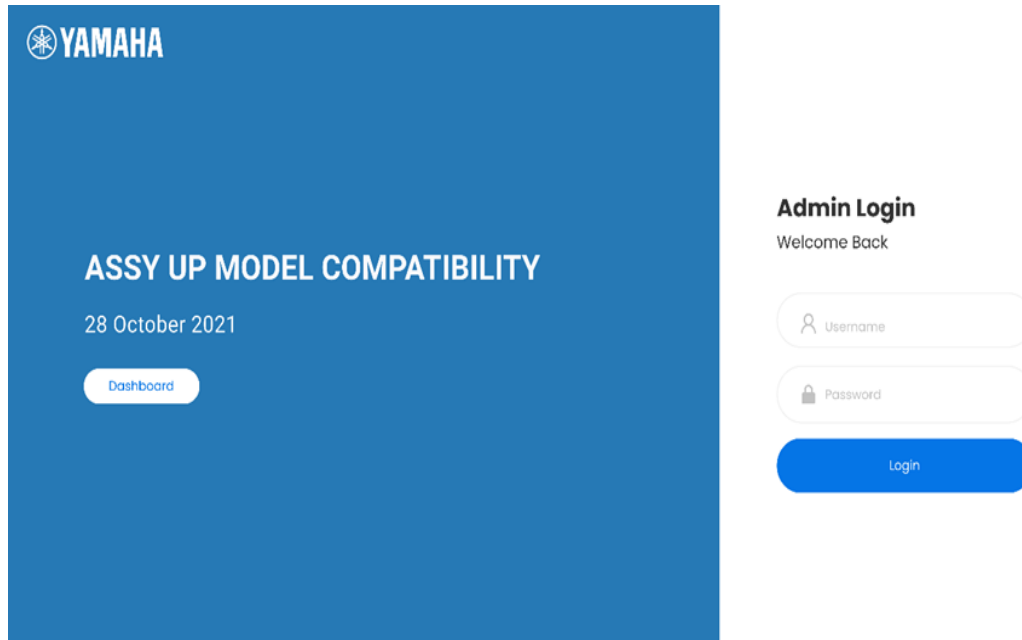 YAMAHA
ASSY UP MODEL COMPATIBILITY
28 October 2021
Dashboard
Admin Login
Welcome Back
Username
Password
Login